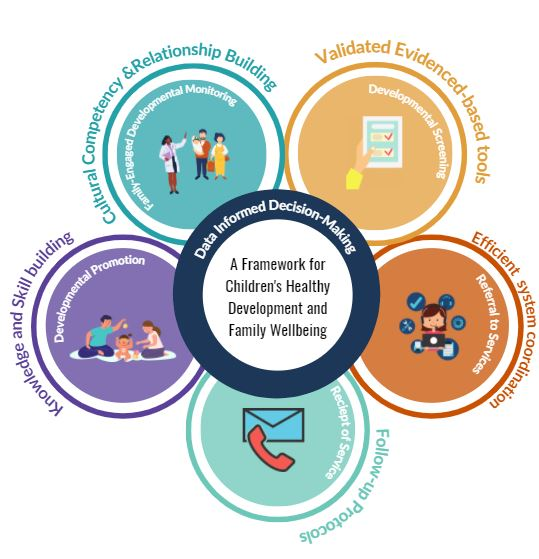 Cultural Competency &Relationship Building
Family-Engaged Developmental Monitoring
Validated Evidenced-based tools
Developmental Screening
Data Informed Decision-Making
A Framework for
Children's Healthy
Development and
Family Wellbeing
Knowledge and Skill building
Developmental Promotion
Efficient system coordination
Referral to Services
Reciept of Service
Follow-up Protocols